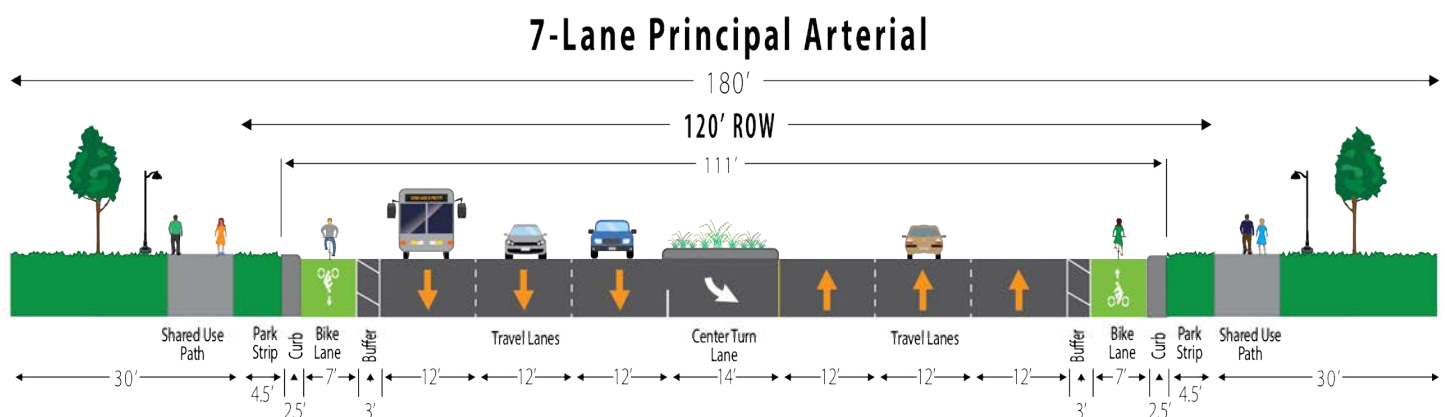 7-Lane Principal Arterial
180'
120' ROW
111'
Shared Use Path
Park Strip
Curb
Bike Lane
Buffer
Travel Lanes
Center Turn Lane
Travel Lanes
Buffer
Bike Lane
Curb
Park Strip
Shared Use Path
30'
4.5'
2.5'
7'
3'
12'
12'
12'
14'
12'
12'
12'
3'
7'
2.5'
4.5'
30'